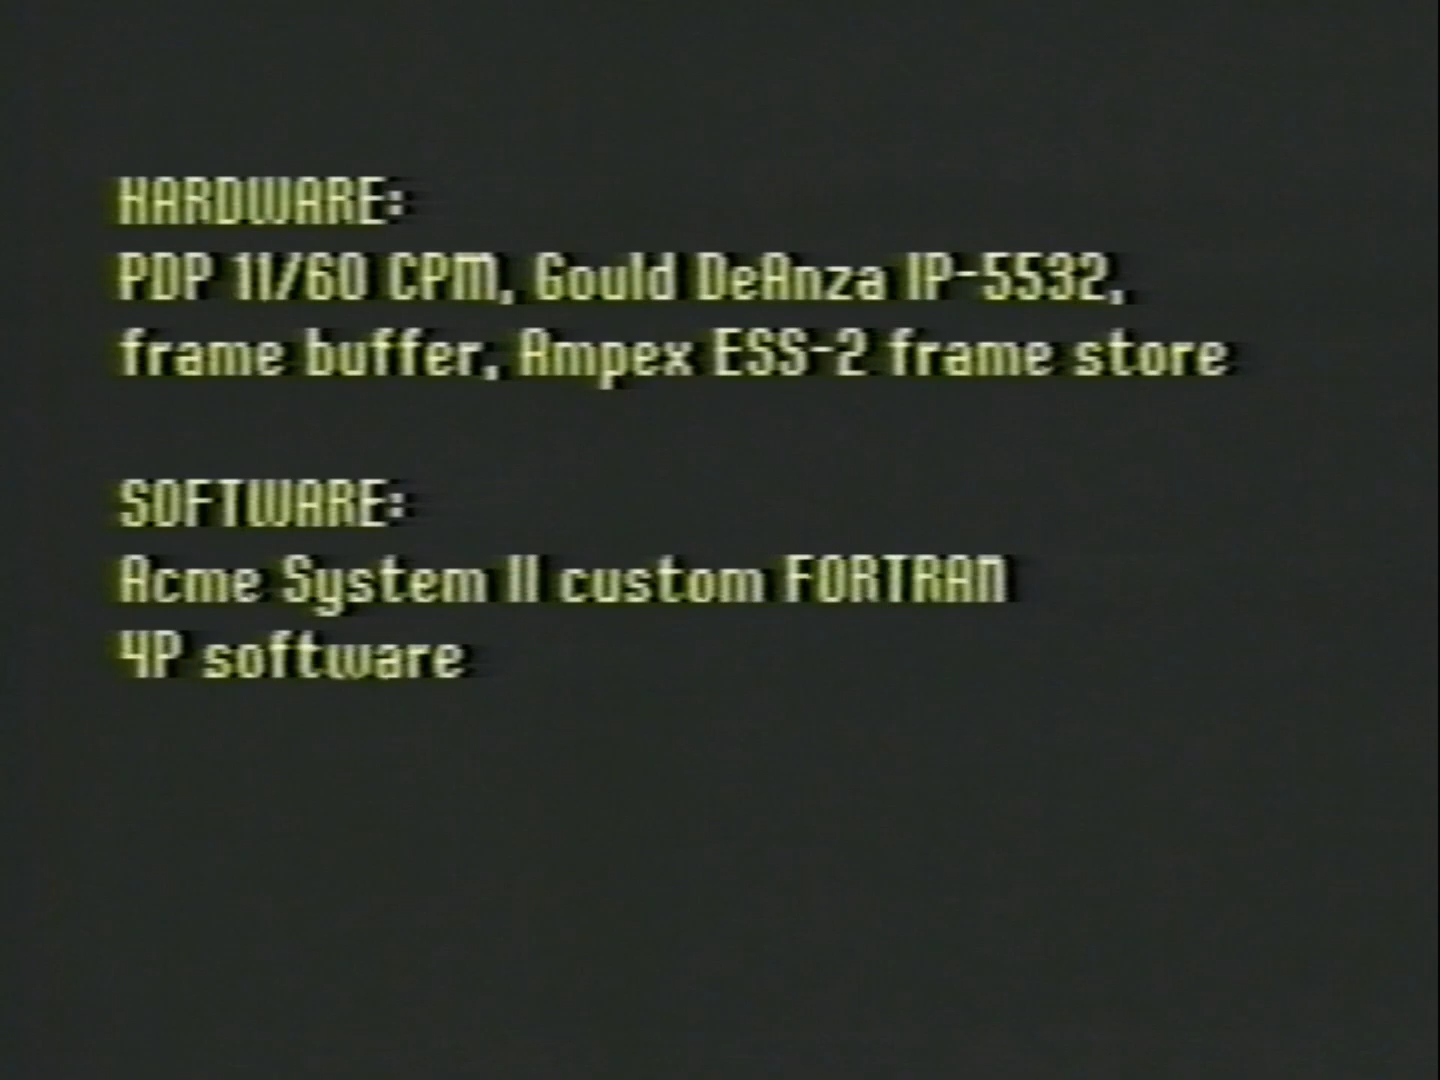 HARDWARE:
PDP 11/60 CPM, Gould DeAnza IP-5532,
frame buffer, Ampex ESS-2 frame store
SOFTWARE:
Acme System II custom FORTRAN
4P software